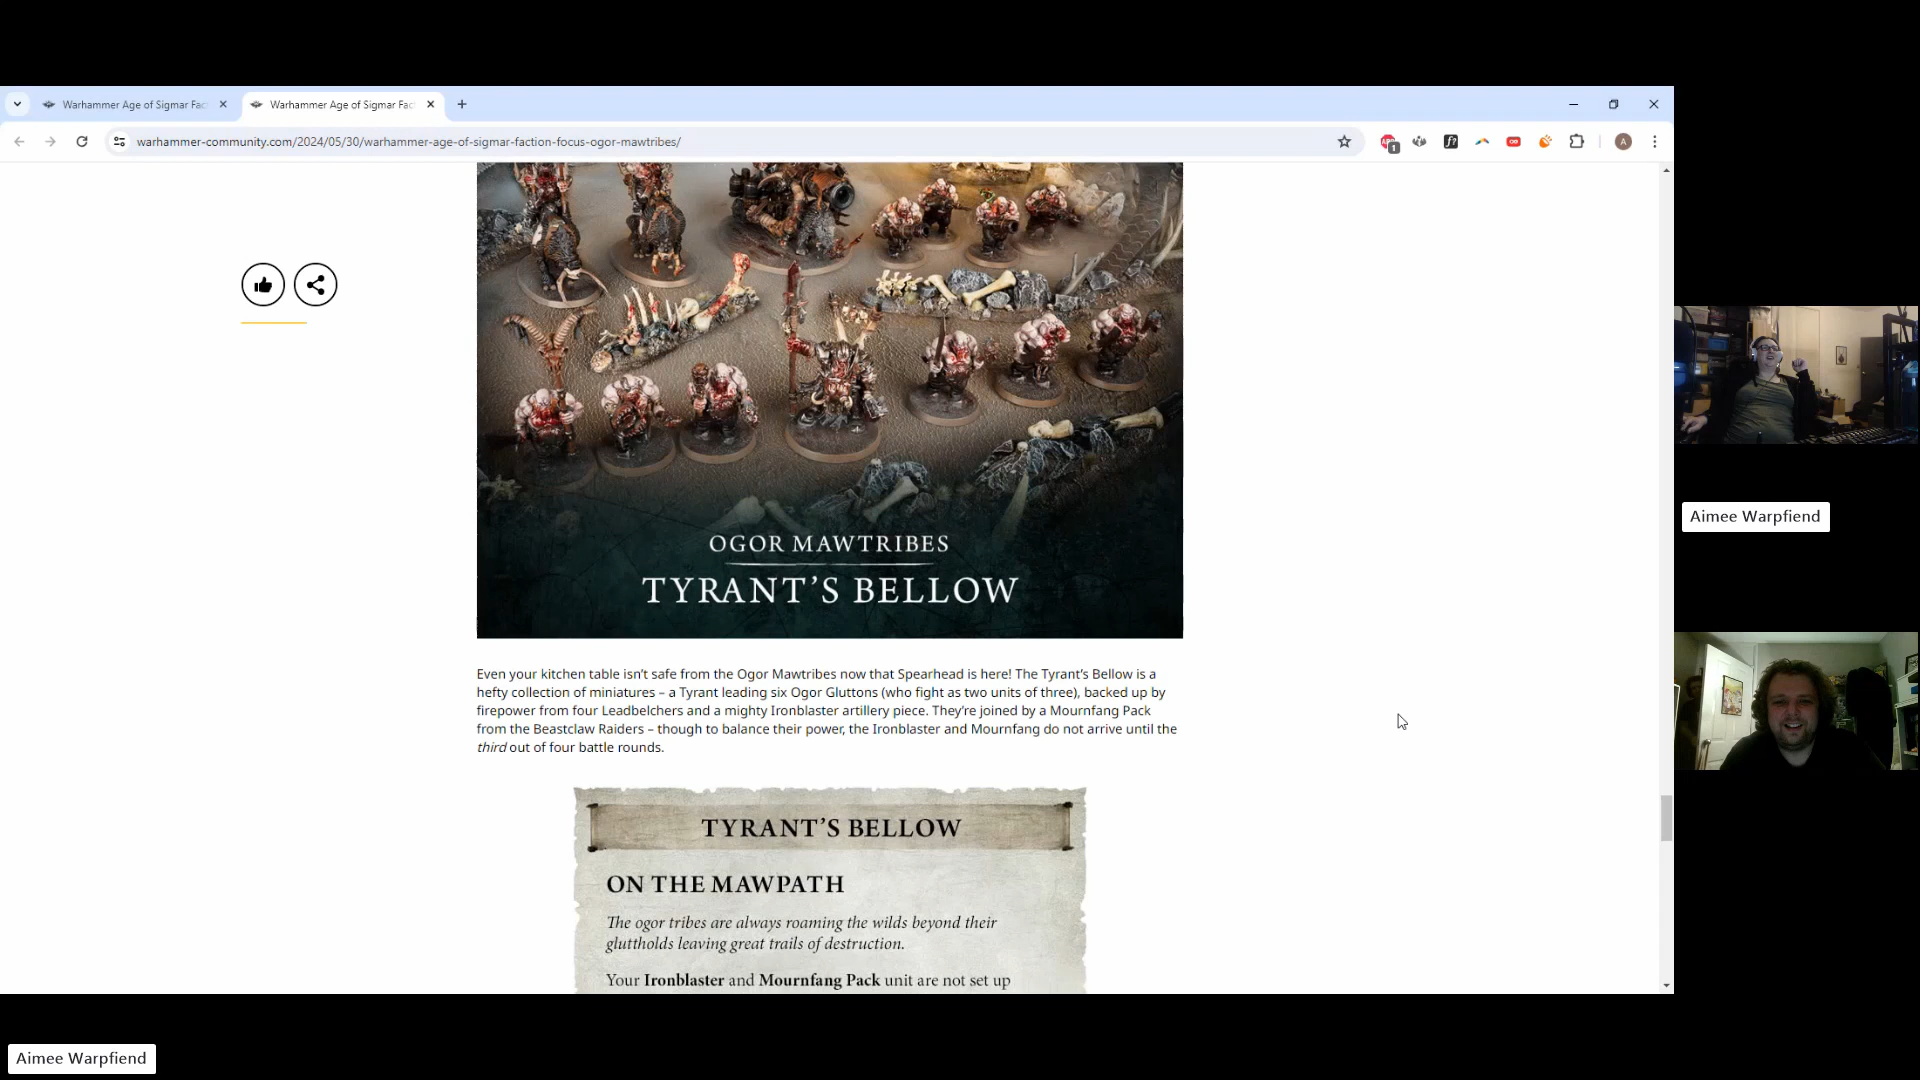 Warhammer Age of Sigmar Fac
Warhammer Age of Sigmar Fac
warhammer-community.com/2024/05/30/warhammer-age-of-sigmar-faction-focus-ogor-mawtribes/
1
f?
A
OGOR MAWTRIBES
TYRANT'S BELLOW
Even your kitchen table isn't safe from the Ogor Mawtribes now that Spearhead is here! The Tyrant's Bellow is a
hefty collection of miniatures – a Tyrant leading six Ogor Gluttons (who fight as two units of three), backed up by
firepower from four Leadbelchers and a mighty Ironblaster artillery piece. They're joined by a Mournfang Pack
from the Beastclaw Raiders – though to balance their power, the Ironblaster and Mournfang do not arrive until the
third out of four battle rounds.
TYRANT'S BELLOW
ON THE MAWPATH
The ogor tribes are always roaming the wilds beyond their
gluttholds leaving great trails of destruction.
Your Ironblaster and Mournfang Pack unit are not set up
Aimee Warpfiend
Aimee Warpfiend